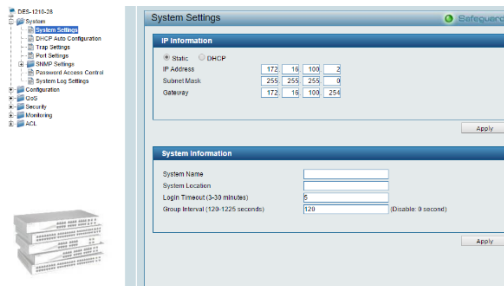 DES-1210-28
System
System Settings
DHCP Auto Configuration
Trap Settings
Port Settings
SNMP Settings
Password Access Control
System Log Settings
Configuration
QoS
Security
Monitoring
ACL
System Settings
Safeguard
IP Information
Static DHCP
IP Address 172 16 100 2
Subnet Mask 255 255 255 0
Gateway 172 16 100 254
Apply
System Information
System Name
System Location
Login Timeout (3-30 minutes) 5
Group Interval (120-1225 seconds) 120 (Disable: 0 second)
Apply